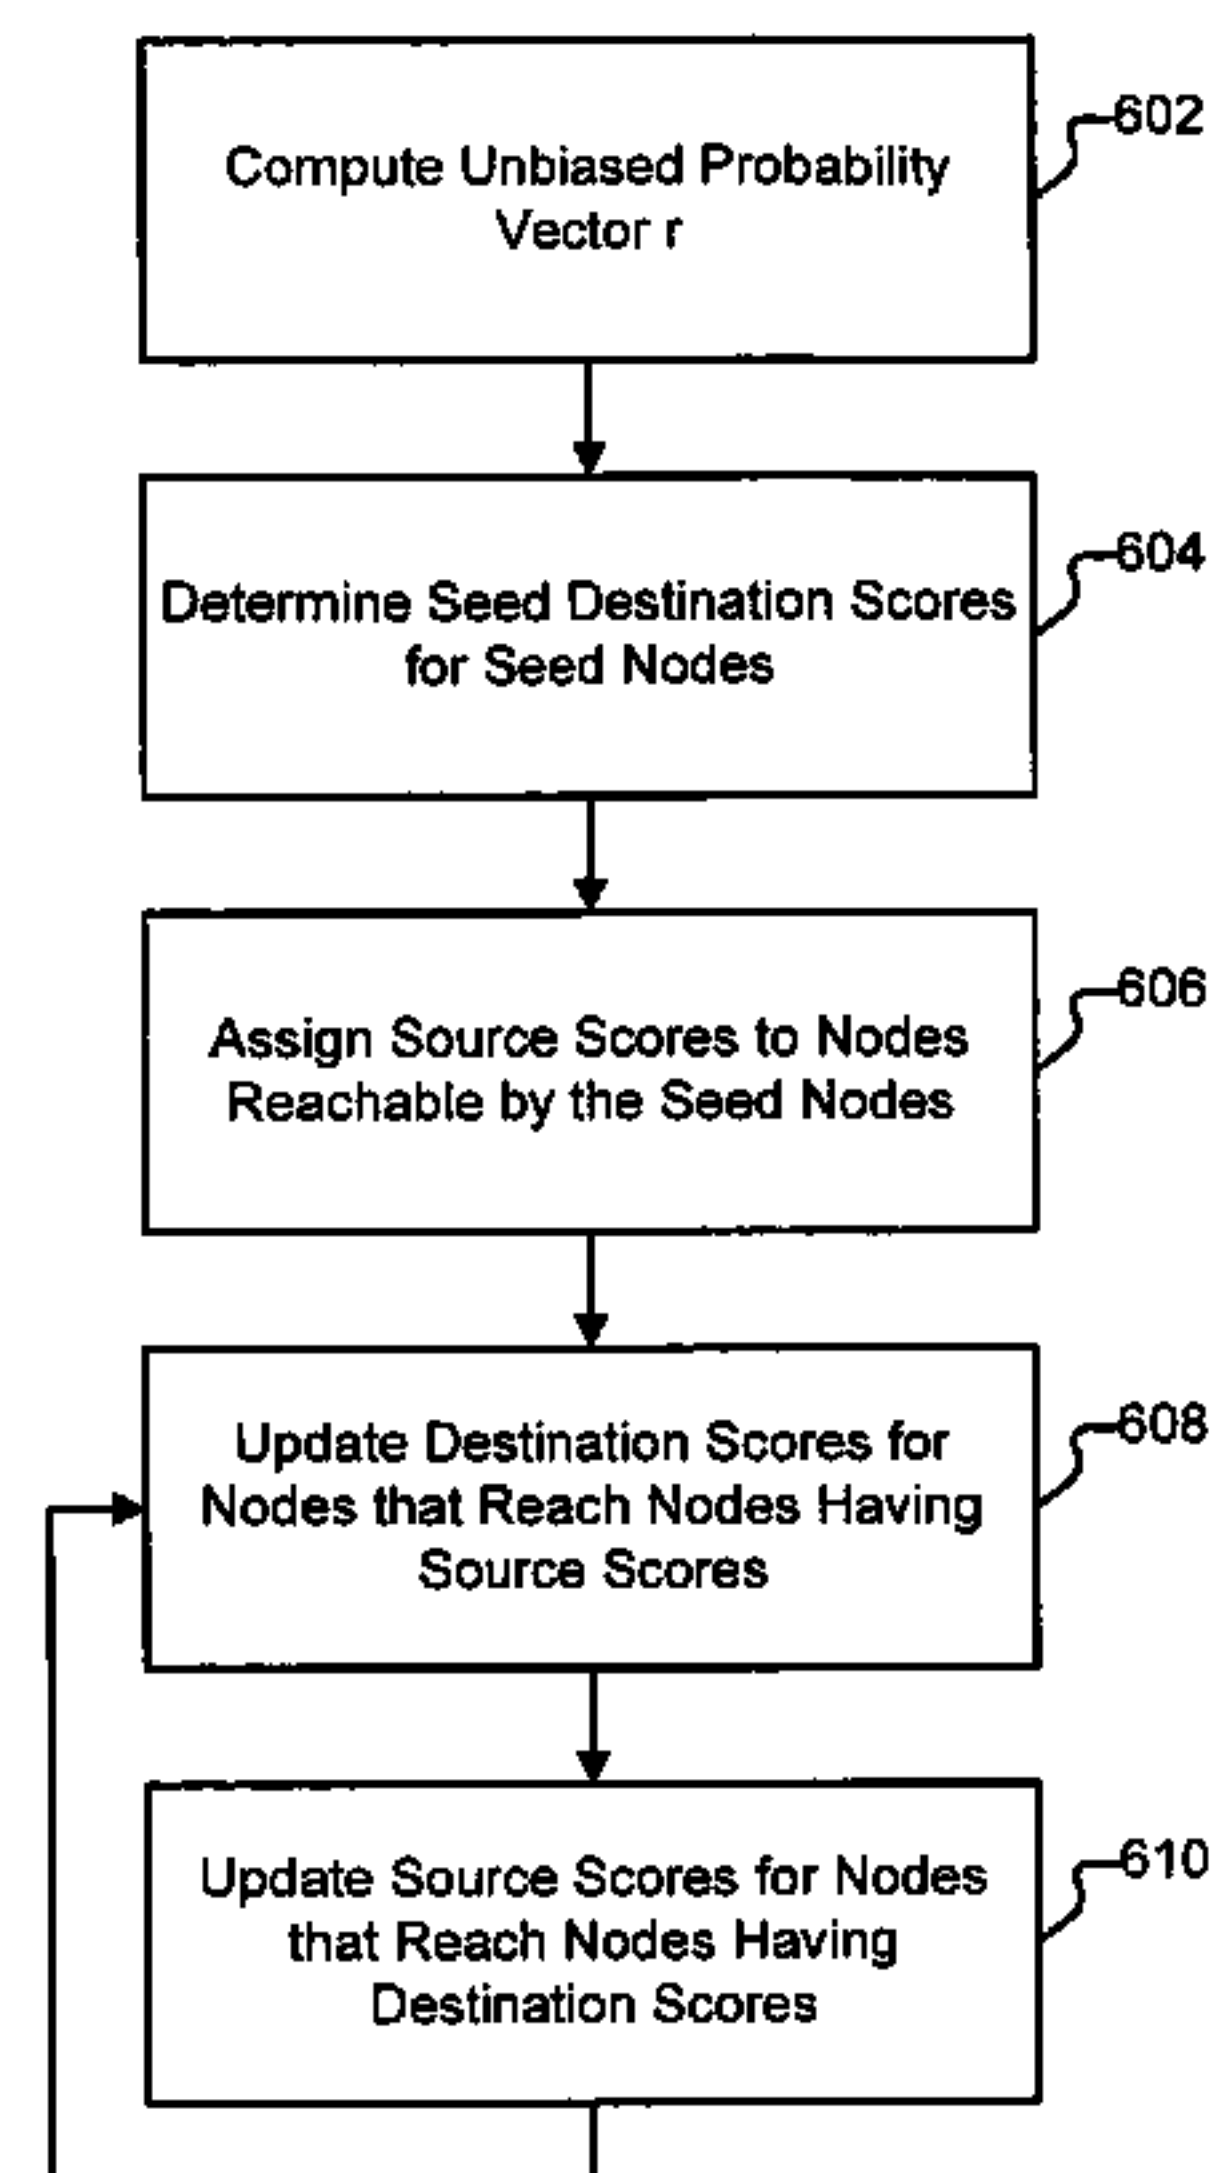 Compute Unbiased Probability
Vector r
602
Determine Seed Destination Scores
for Seed Nodes
604
Assign Source Scores to Nodes
Reachable by the Seed Nodes
606
Update Destination Scores for
Nodes that Reach Nodes Having
Source Scores
608
Update Source Scores for Nodes
that Reach Nodes Having
Destination Scores
610